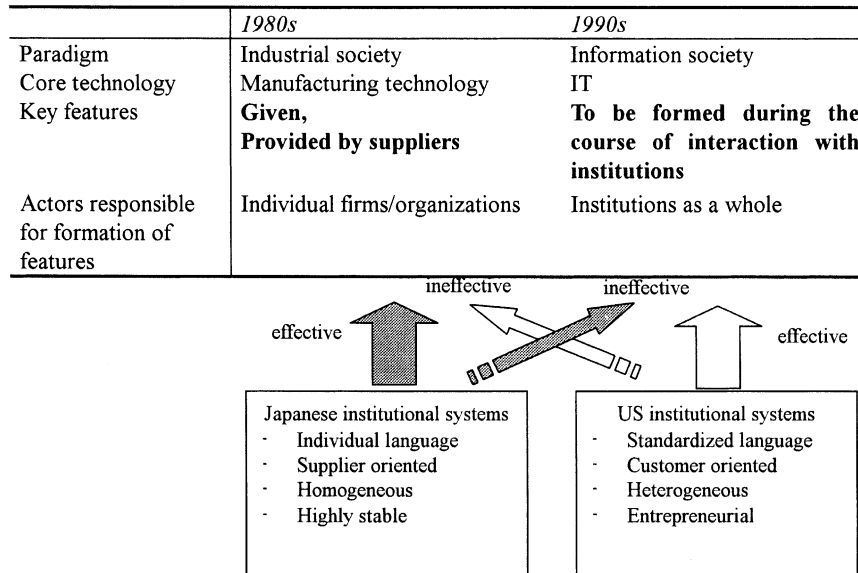 1980s 1990s
Paradigm Industrial society Information society
Core technology Manufacturing technology IT
Key features Given, To be formed during the
Provided by suppliers course of interaction with
institutions
Actors responsible Individual firms/organizations Institutions as a whole
for formation of
features
ineffective ineffective
effective effective
Japanese institutional systems
- Individual language
- Supplier oriented
- Homogeneous
- Highly stable
US institutional systems
- Standardized language
- Customer oriented
- Heterogeneous
- Entrepreneurial